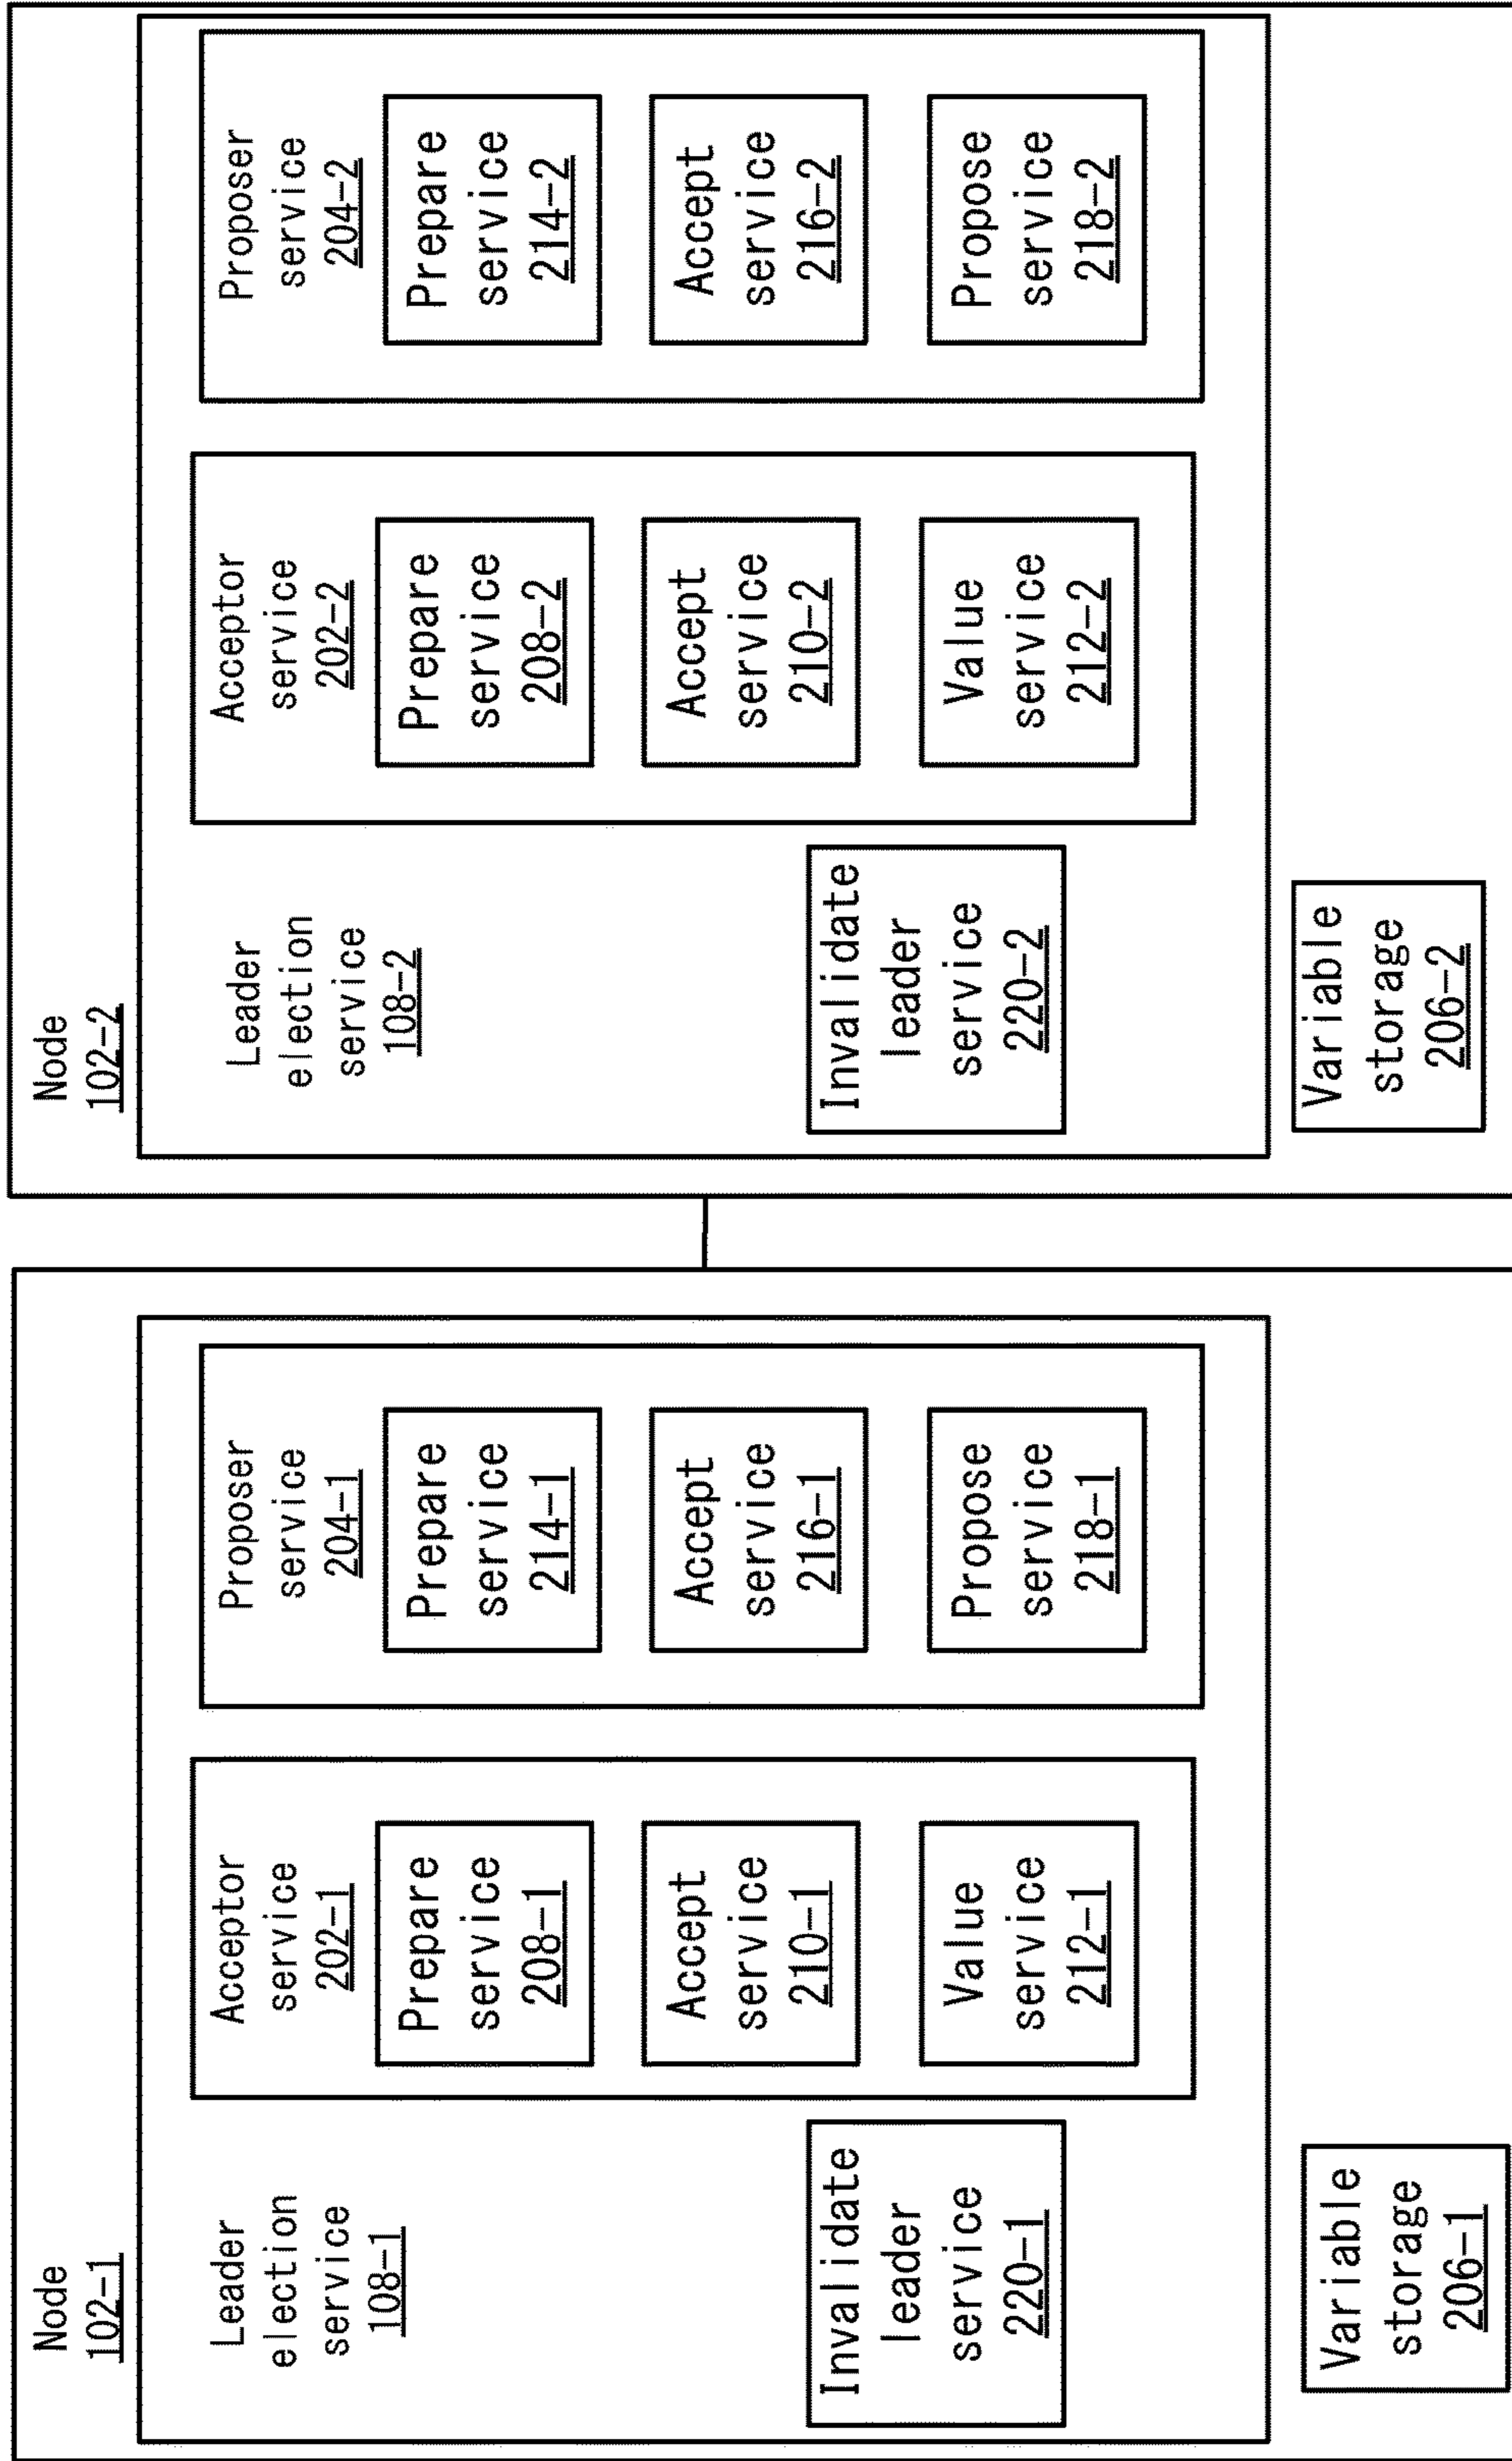 Node
102-1
Leader
election
service
108-1
Invalidate
leader
service
220-1
Acceptor
service
202-1
Prepare
service
208-1
Accept
service
210-1
Value
service
212-1
Proposer
service
204-1
Prepare
service
214-1
Accept
service
216-1
Propose
service
218-1
Variable
storage
206-1
Node
102-2
Leader
election
service
108-2
Invalidate
leader
service
220-2
Acceptor
service
202-2
Prepare
service
208-2
Accept
service
210-2
Value
service
212-2
Proposer
service
204-2
Prepare
service
214-2
Accept
service
216-2
Propose
service
218-2
Variable
storage
206-2